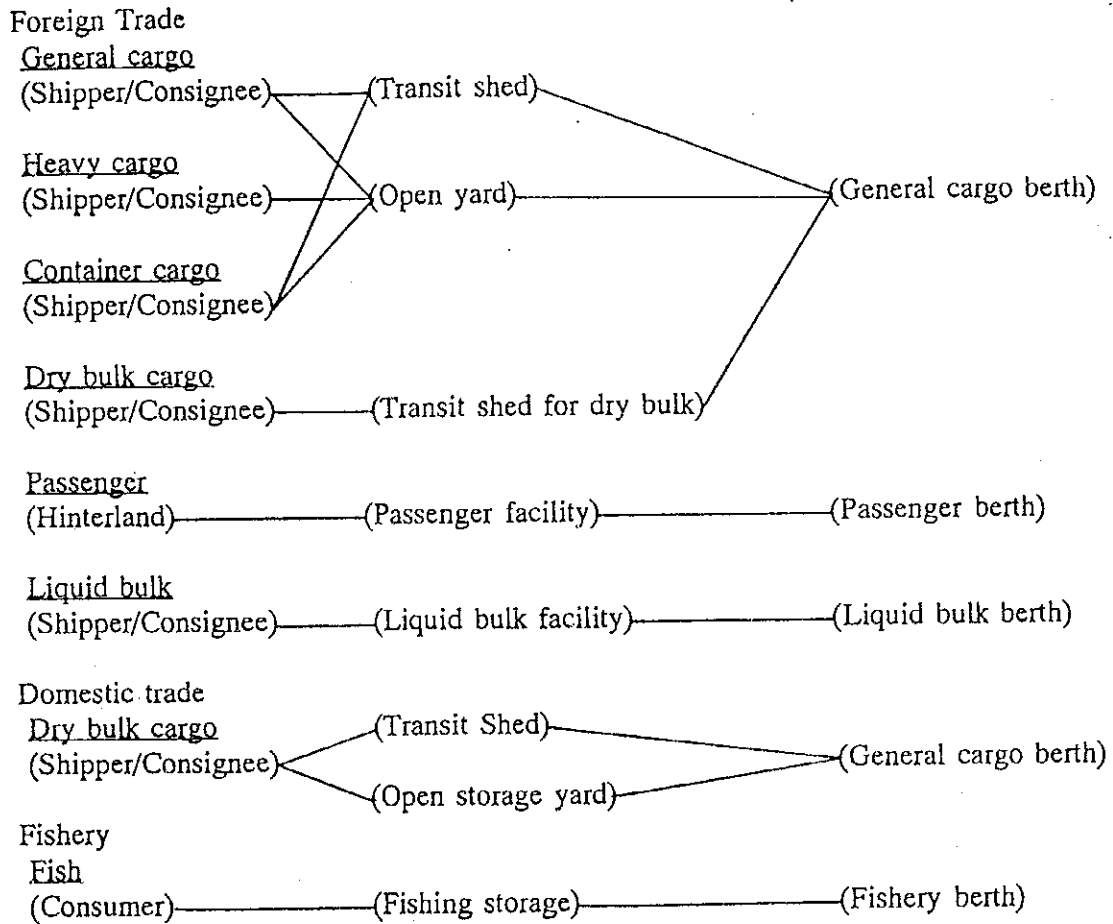 Foreign Trade
General cargo
(Shipper/Consignee) (Transit shed)
Heavy cargo
(Shipper/Consignee) (Open yard) (General cargo berth)
Container cargo
(Shipper/Consignee)
Dry bulk cargo
(Shipper/Consignee) (Transit shed for dry bulk)
Passenger
(Hinterland) (Passenger facility) (Passenger berth)
Liquid bulk
(Shipper/Consignee) (Liquid bulk facility) (Liquid bulk berth)
Domestic trade
Dry bulk cargo (Transit Shed)
(Shipper/Consignee) (General cargo berth)
(Open storage yard)
Fishery
Fish
(Consumer) (Fishing storage) (Fishery berth)